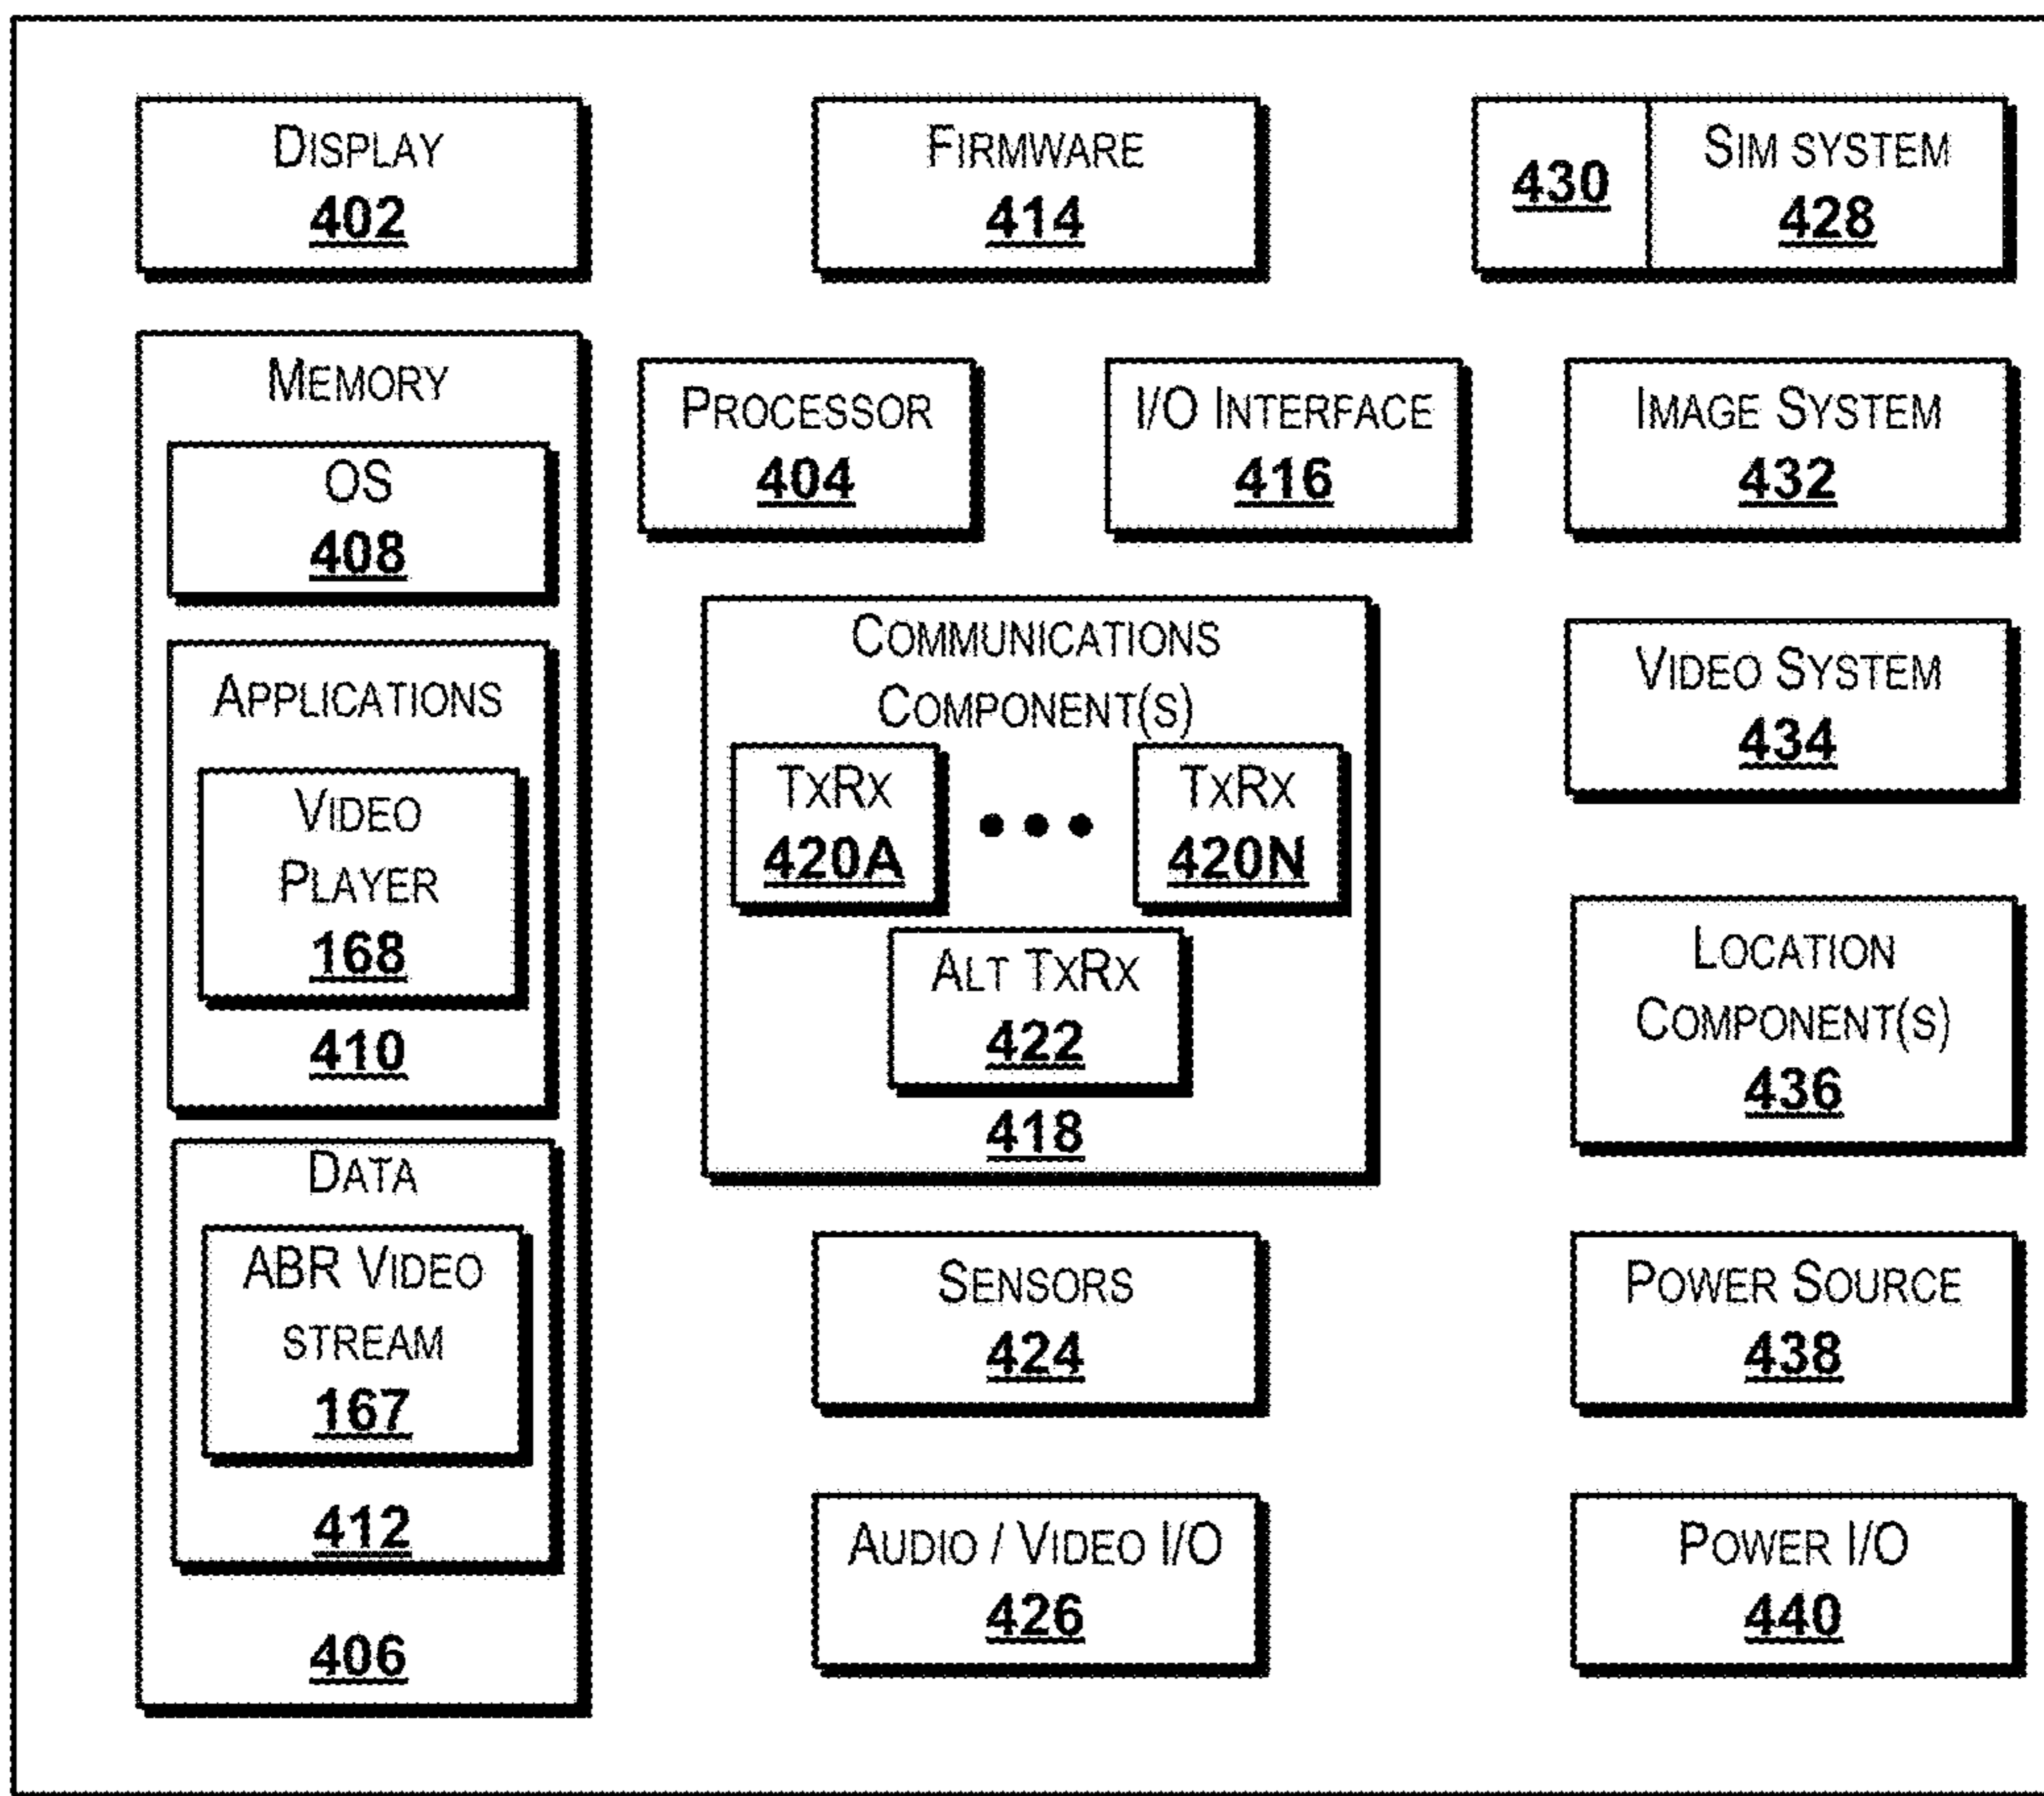 DISPLAY
402
FIRMWARE
414
430
SIM SYSTEM
428
MEMORY
OS
408
APPLICATIONS
VIDEO
PLAYER
168
410
DATA
ABR VIDEO
STREAM
167
412
406
PROCESSOR
404
I/O INTERFACE
416
IMAGE SYSTEM
432
COMMUNICATIONS
COMPONENT(S)
TXRX
420A
TXRX
420N
ALT TXRX
422
418
VIDEO SYSTEM
434
LOCATION
COMPONENT(S)
436
SENSORS
424
POWER SOURCE
438
AUDIO / VIDEO I/O
426
POWER I/O
440